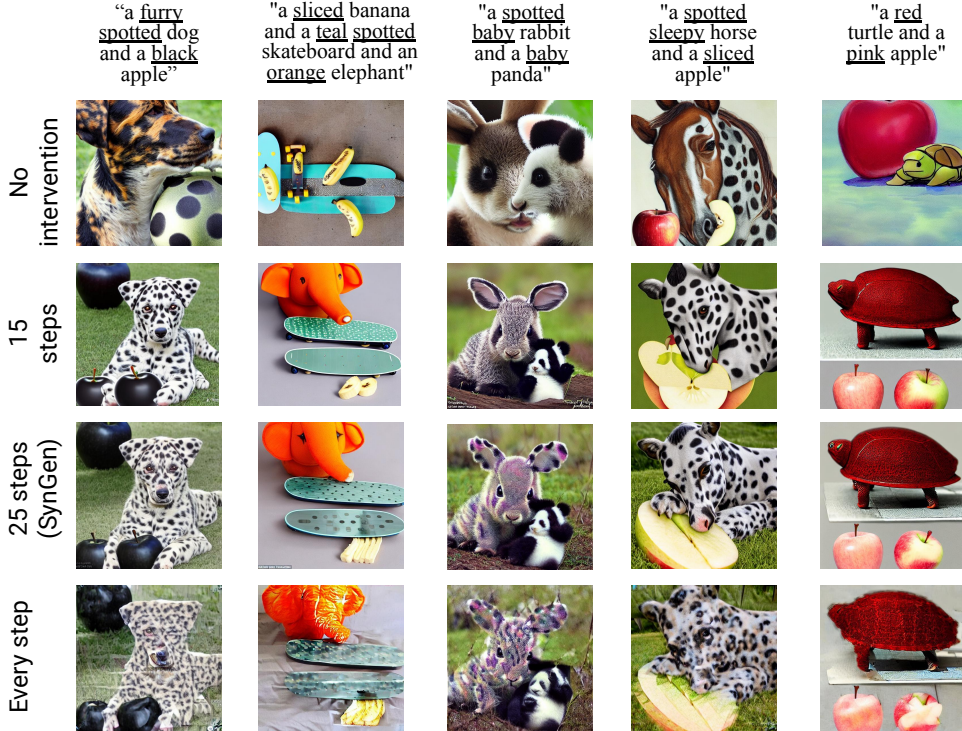 “a furry
spotted dog
and a black
apple”
"a sliced banana
and a teal spotted
skateboard and an
orange elephant"
"a spotted
baby rabbit
and a baby
panda"
"a spotted
sleepy horse
and a sliced
apple"
"a red
turtle and a
pink apple"
No
intervention
15
steps
25 steps
(SynGen)
Every step